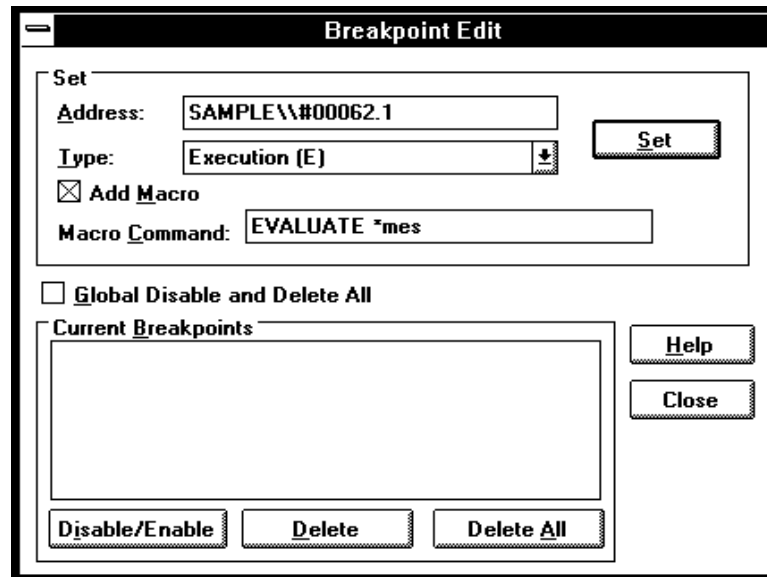 Breakpoint Edit
Set
Address: SAMPLE\\#00062.1
Set
Type: Execution (E)
Add Macro
Macro Command: EVALUATE *mes
Global Disable and Delete All
Current Breakpoints
Help
Close
Disable/Enable Delete Delete All